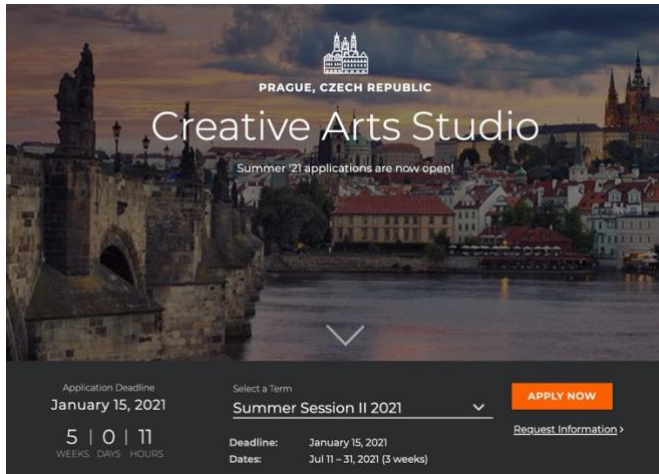 PRAGUE, CZECH REPUBLIC
Creative Arts Studio
Summer '21 applications are now open!
Application Deadline
January 15, 2021
5 | 0 | 11
WEEKS DAYS HOURS
Select a Term
Summer Session II 2021
Deadline: January 15, 2021
Dates: Jul 11 – 31, 2021 (3 weeks)
APPLY NOW
Request Information >